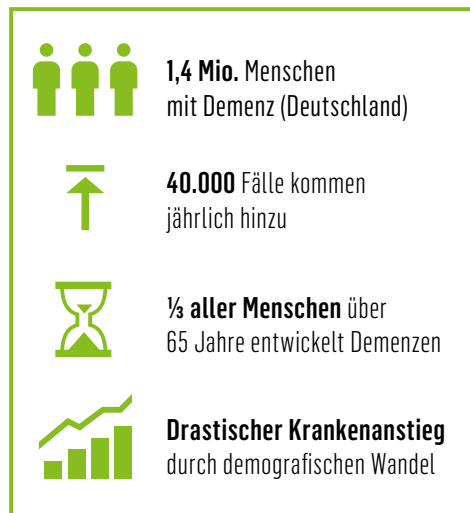 1,4 Mio. Menschen
mit Demenz (Deutschland)
40.000 Fälle kommen
jährlich hinzu
⅓ aller Menschen über
65 Jahre entwickelt Demenzen
Drastischer Krankenanstieg
durch demografischen Wandel